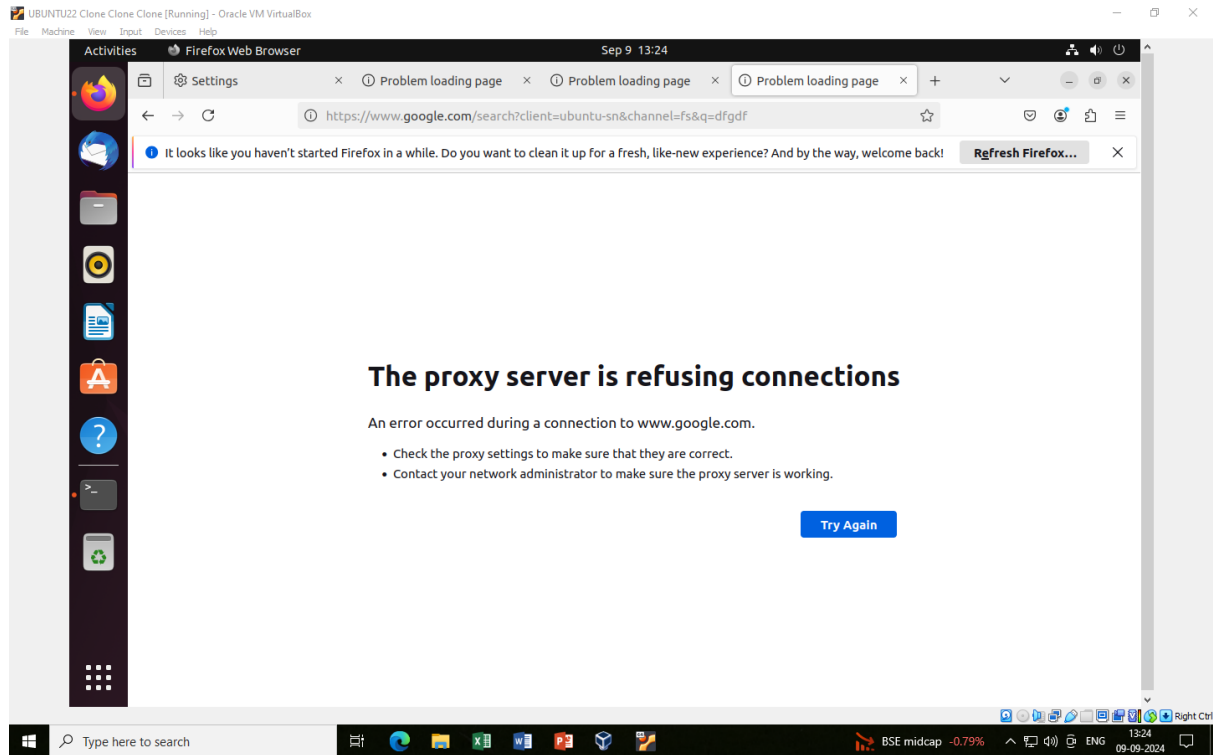 UBUNTU22 Clone Clone Clone [Running] - Oracle VM VirtualBox
File Machine View Input Devices Help
Activities Firefox Web Browser Sep 9 13:24
Settings Problem loading page Problem loading page Problem loading page
https://www.google.com/search?client=ubuntu-sn&channel=fs&q=dfgdf
It looks like you haven't started Firefox in a while. Do you want to clean it up for a fresh, like-new experience? And by the way, welcome back! Refresh Firefox...
The proxy server is refusing connections
An error occurred during a connection to www.google.com.
• Check the proxy settings to make sure that they are correct.
• Contact your network administrator to make sure the proxy server is working.
Try Again
Right Ctrl
Type here to search BSE midcap -0.79% ENG 13:24
09-09-2024